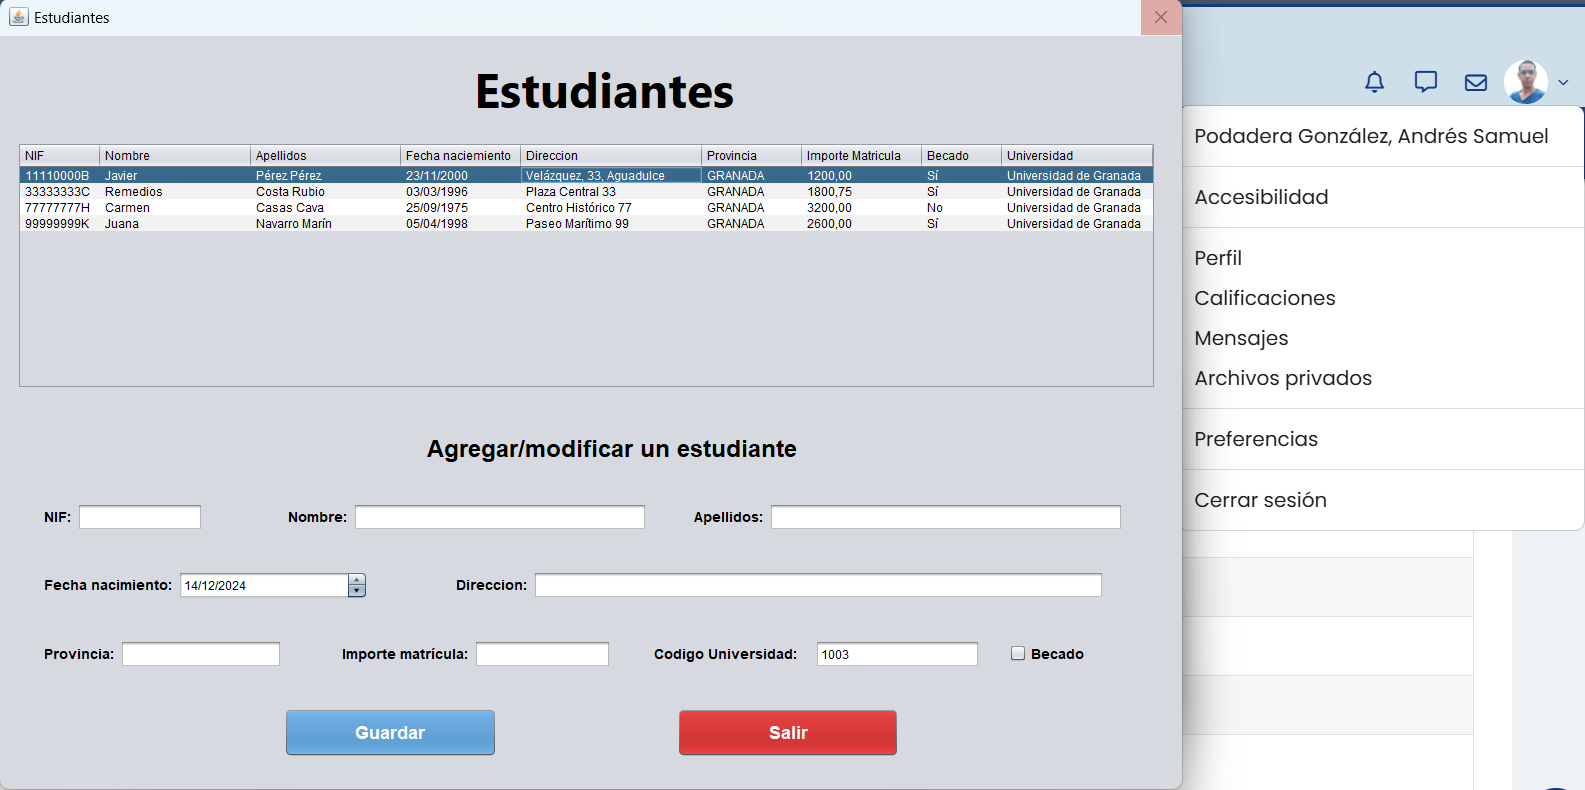 Estudiantes
Estudiantes
NIF Nombre Apellidos Fecha naciemiento Direccion Provincia Importe Matricula Becado Universidad
11110000B Javier Pérez Pérez 23/11/2000 Velázquez, 33, Aguadulce GRANADA 1200,00 Sí Universidad de Granada
33333333C Remedios Costa Rubio 03/03/1996 Plaza Central 33 GRANADA 1800,75 Sí Universidad de Granada
77777777H Carmen Casas Cava 25/09/1975 Centro Histórico 77 GRANADA 3200,00 No Universidad de Granada
99999999K Juana Navarro Marín 05/04/1998 Paseo Marítimo 99 GRANADA 2600,00 Sí Universidad de Granada
Agregar/modificar un estudiante
NIF: Nombre: Apellidos:
Fecha nacimiento: 14/12/2024 Direccion:
Provincia: Importe matrícula: Codigo Universidad: 1003 Becado
Guardar Salir
Podadera González, Andrés Samuel
Accesibilidad
Perfil
Calificaciones
Mensajes
Archivos privados
Preferencias
Cerrar sesión